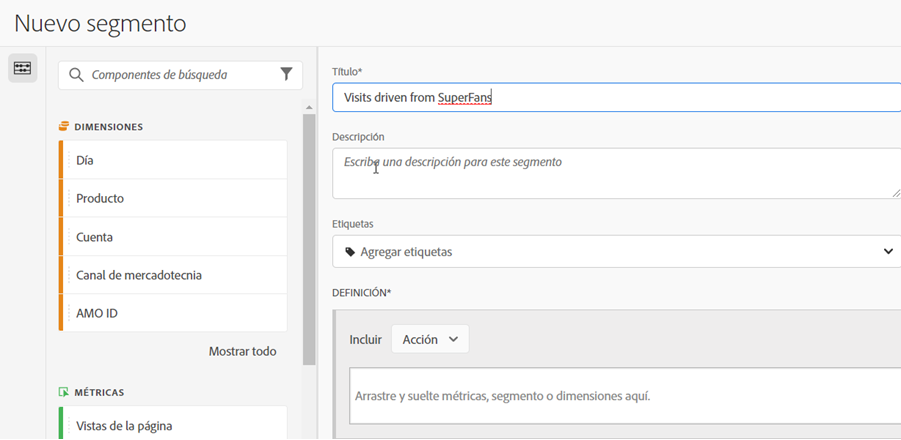 Nuevo segmento
Componentes de búsqueda
DIMENSIONES
Día
Producto
Cuenta
Canal de mercadotecnia
AMO ID
Mostrar todo
MÉTRICAS
Vistas de la página
Título*
Visits driven from SuperFans
Descripción
Escriba una descripción para este segmento
Etiquetas
Agregar etiquetas
DEFINICIÓN*
Incluir Acción
Arrastre y suelte métricas, segmento o dimensiones aquí.